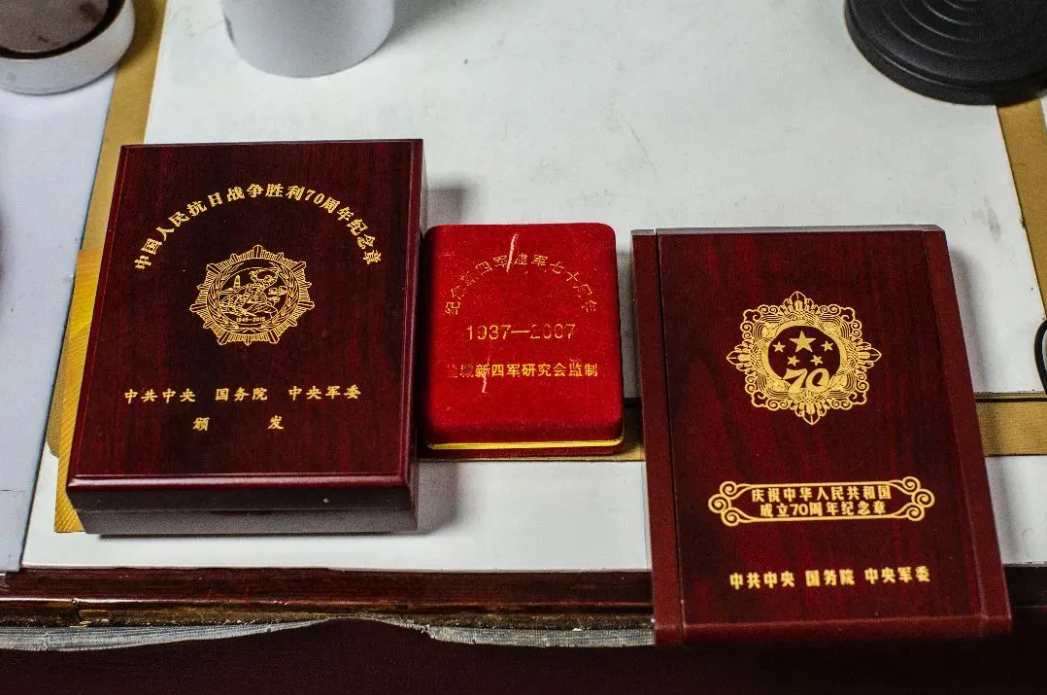 中国人民抗日战争胜利70周年纪念章
1945-2015
中共中央 国务院 中央军委
颁 发
纪念新四军建军七十周年
1937—2007
盐城新四军研究会监制
70
庆祝中华人民共和国
成立70周年纪念章
中共中央 国务院 中央军委